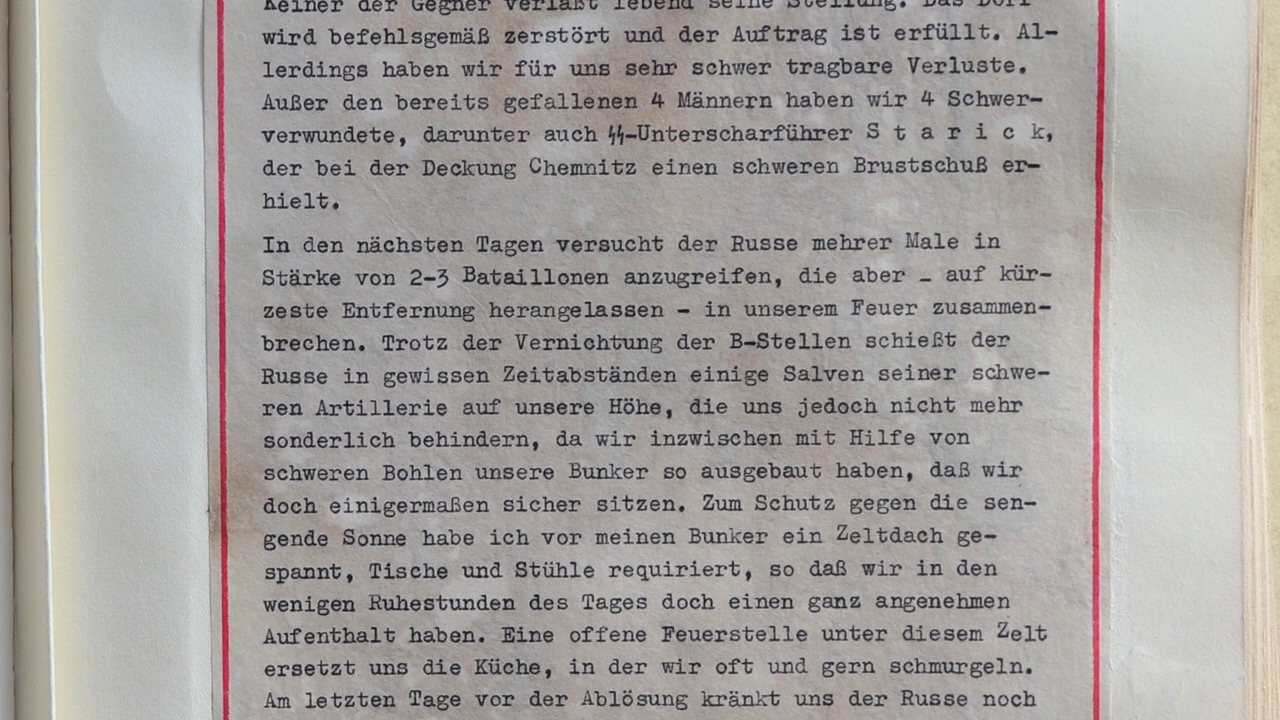 Keiner der Gegner verläßt lebend seine Stellung. Das Dorf
wird befehlsgemäß zerstört und der Auftrag ist erfüllt. Al-
lerdings haben wir für uns sehr schwer tragbare Verluste.
Außer den bereits gefallenen 4 Männern haben wir 4 Schwer-
verwundete, darunter auch ᛋᛋ-Unterscharführer S t a r i c k,
der bei der Deckung Chemnitz einen schweren Brustschuß er-
hielt.
In den nächsten Tagen versucht der Russe mehrer Male in
Stärke von 2-3 Bataillonen anzugreifen, die aber _ auf kür-
zeste Entfernung herangelassen - in unserem Feuer zusammen-
brechen. Trotz der Vernichtung der B-Stellen schießt der
Russe in gewissen Zeitabständen einige Salven seiner schwe-
ren Artillerie auf unsere Höhe, die uns jedoch nicht mehr
sonderlich behindern, da wir inzwischen mit Hilfe von
schweren Bohlen unsere Bunker so ausgebaut haben, daß wir
doch einigermaßen sicher sitzen. Zum Schutz gegen die sen-
gende Sonne habe ich vor meinen Bunker ein Zeltdach ge-
spannt, Tische und Stühle requiriert, so daß wir in den
wenigen Ruhestunden des Tages doch einen ganz angenehmen
Aufenthalt haben. Eine offene Feuerstelle unter diesem Zelt
ersetzt uns die Küche, in der wir oft und gern schmurgeln.
Am letzten Tage vor der Ablösung kränkt uns der Russe noch